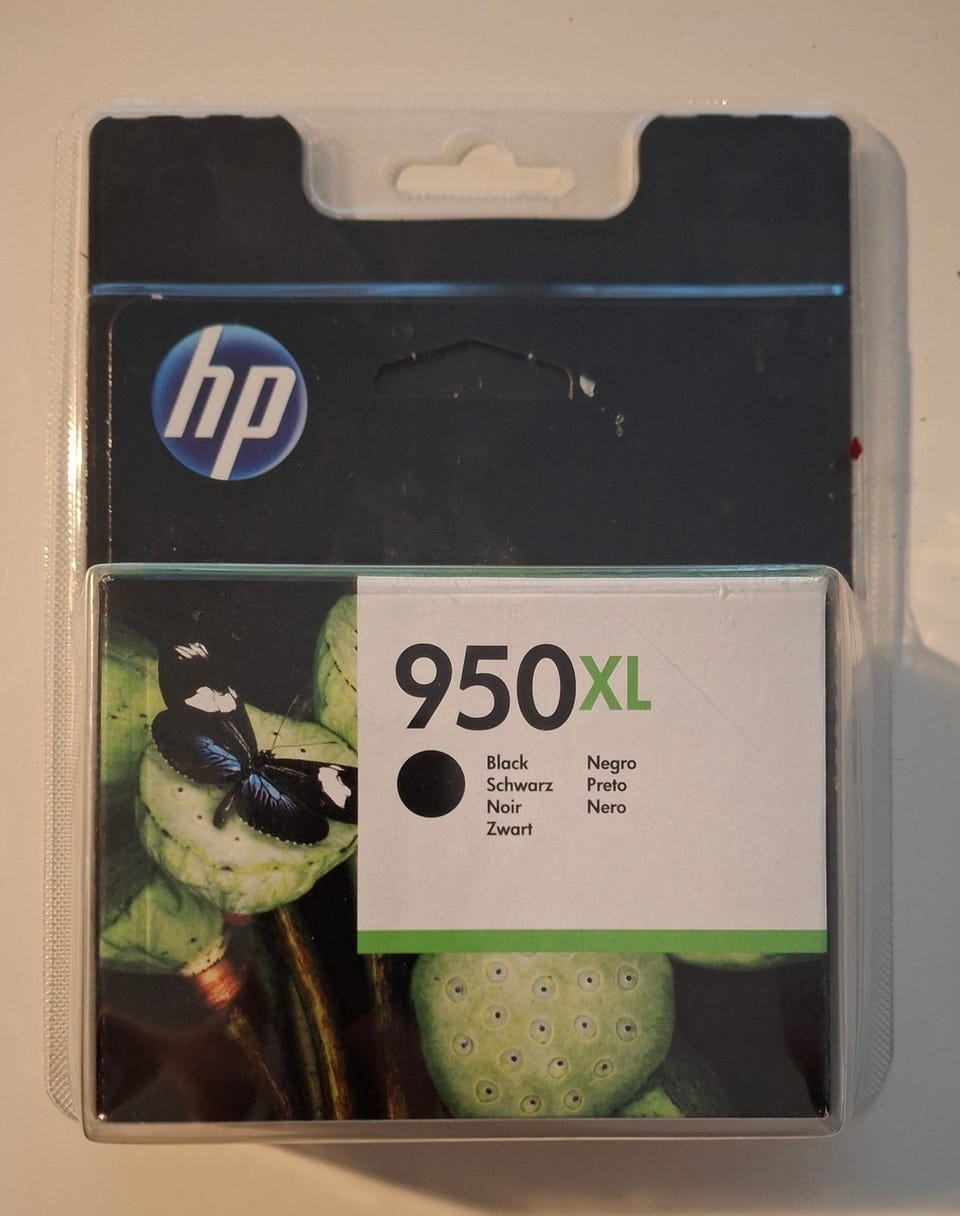 hp
950XL
Black
Schwarz
Noir
Zwart
Negro
Preto
Nero